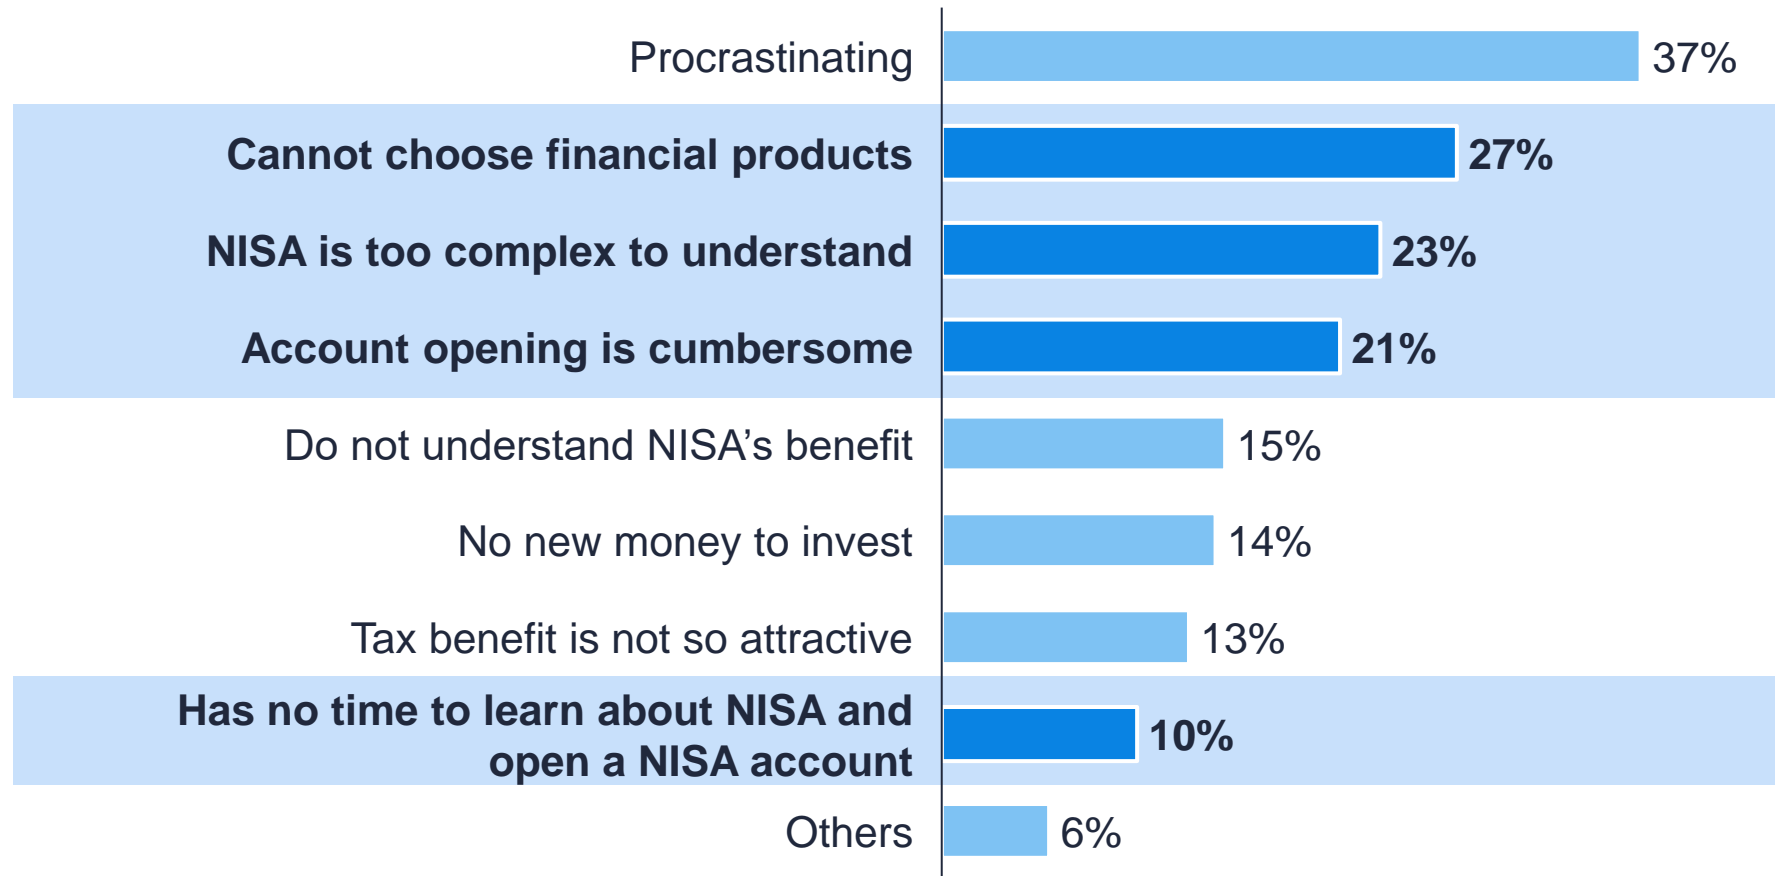 Procrastinating 37%
Cannot choose financial products 27%
NISA is too complex to understand 23%
Account opening is cumbersome 21%
Do not understand NISA’s benefit 15%
No new money to invest 14%
Tax benefit is not so attractive 13%
Has no time to learn about NISA and
open a NISA account 10%
Others 6%